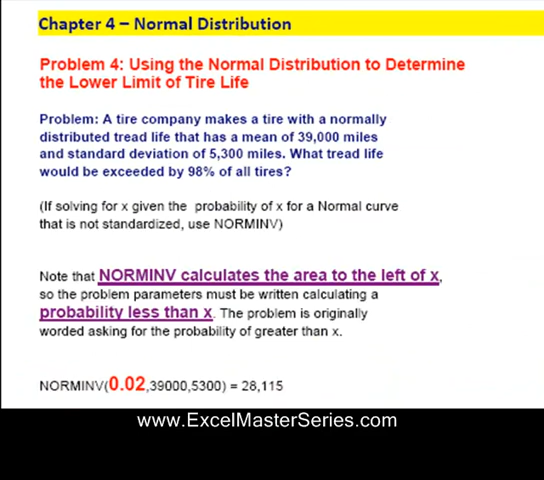 Chapter 4 – Normal Distribution
Problem 4: Using the Normal Distribution to Determine
the Lower Limit of Tire Life
Problem: A tire company makes a tire with a normally
distributed tread life that has a mean of 39,000 miles
and standard deviation of 5,300 miles. What tread life
would be exceeded by 98% of all tires?
(If solving for x given the probability of x for a Normal curve
that is not standardized, use NORMINV)
Note that NORMINV calculates the area to the left of x,
so the problem parameters must be written calculating a
probability less than x. The problem is originally
worded asking for the probability of greater than x.
NORMINV(0.02,39000,5300) = 28,115
www.ExcelMasterSeries.com